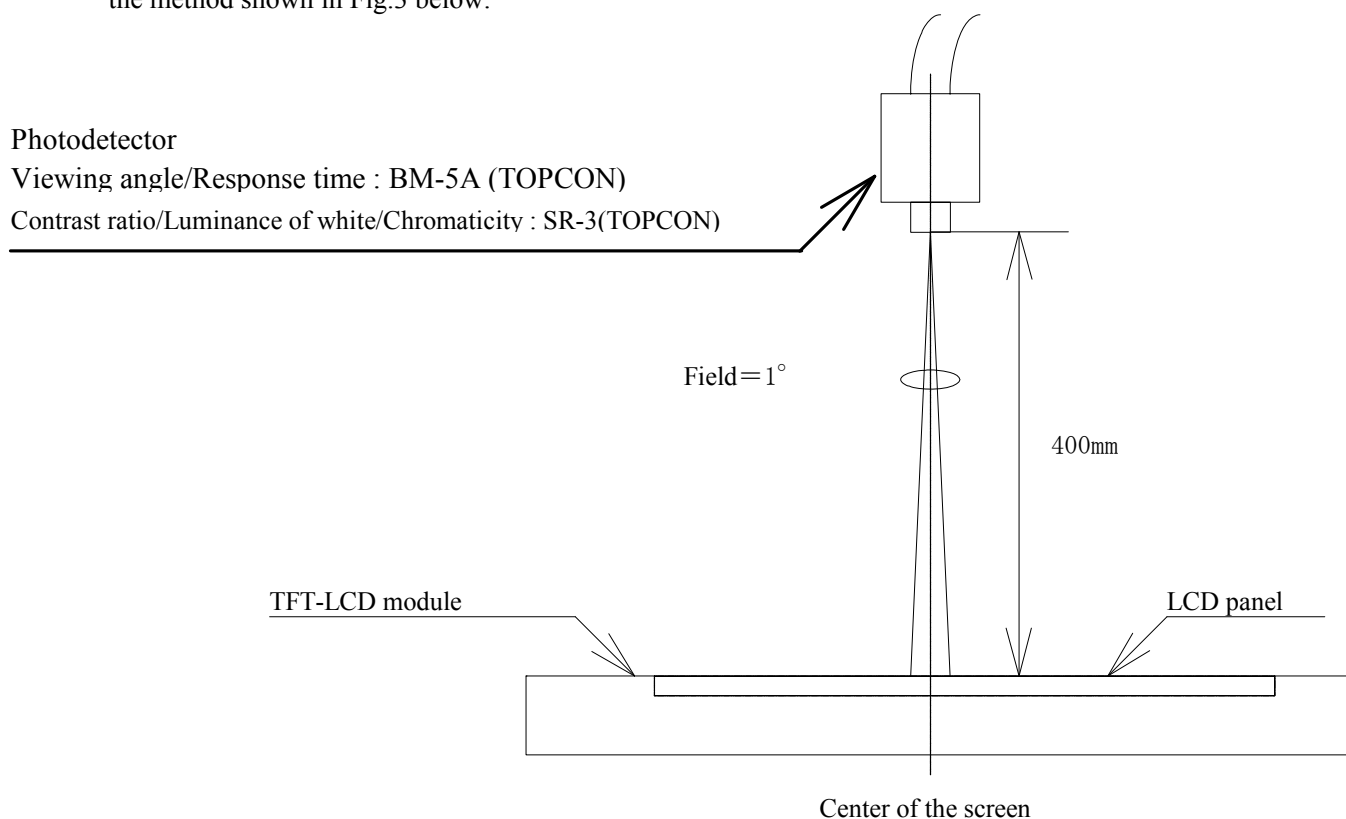 the method shown in Fig.3 below.
Photodetector
Viewing angle/Response time : BM-5A (TOPCON)
Contrast ratio/Luminance of white/Chromaticity : SR-3(TOPCON)
Field＝1°
400mm
TFT-LCD module
LCD panel
Center of the screen